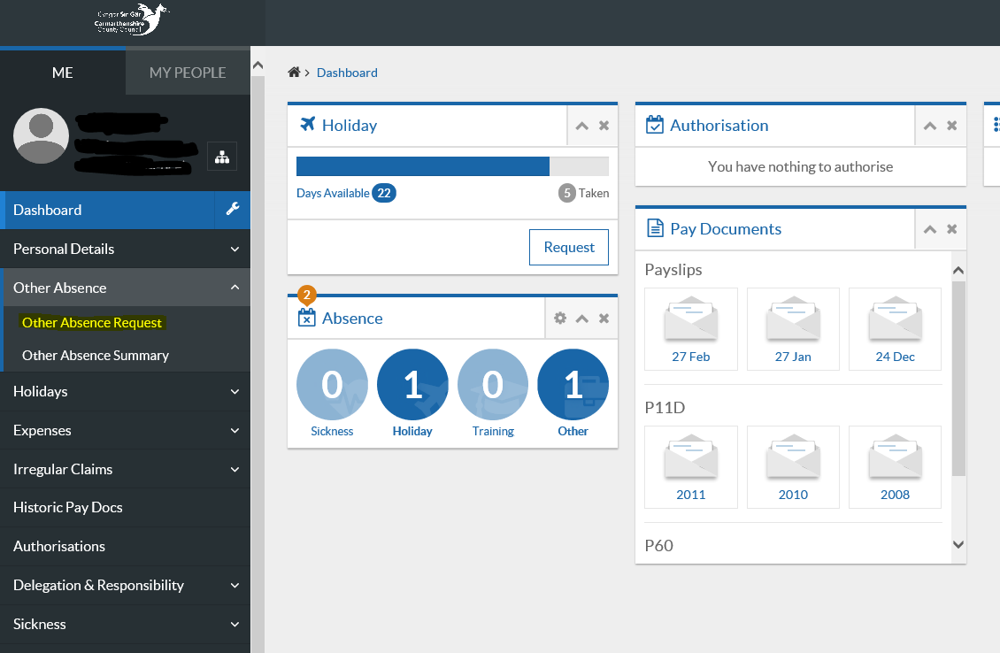 Cyngor Sir Gâr
Carmarthenshire
County Council
ME
MY PEOPLE
Dashboard
Personal Details
Other Absence
Other Absence Request
Other Absence Summary
Holidays
Expenses
Irregular Claims
Historic Pay Docs
Authorisations
Delegation & Responsibility
Sickness
Dashboard
Holiday
Days Available 22
5 Taken
Request
2
Absence
0 1 0 1
Sickness Holiday Training Other
Authorisation
You have nothing to authorise
Pay Documents
Payslips
27 Feb 27 Jan 24 Dec
P11D
2011 2010 2008
P60